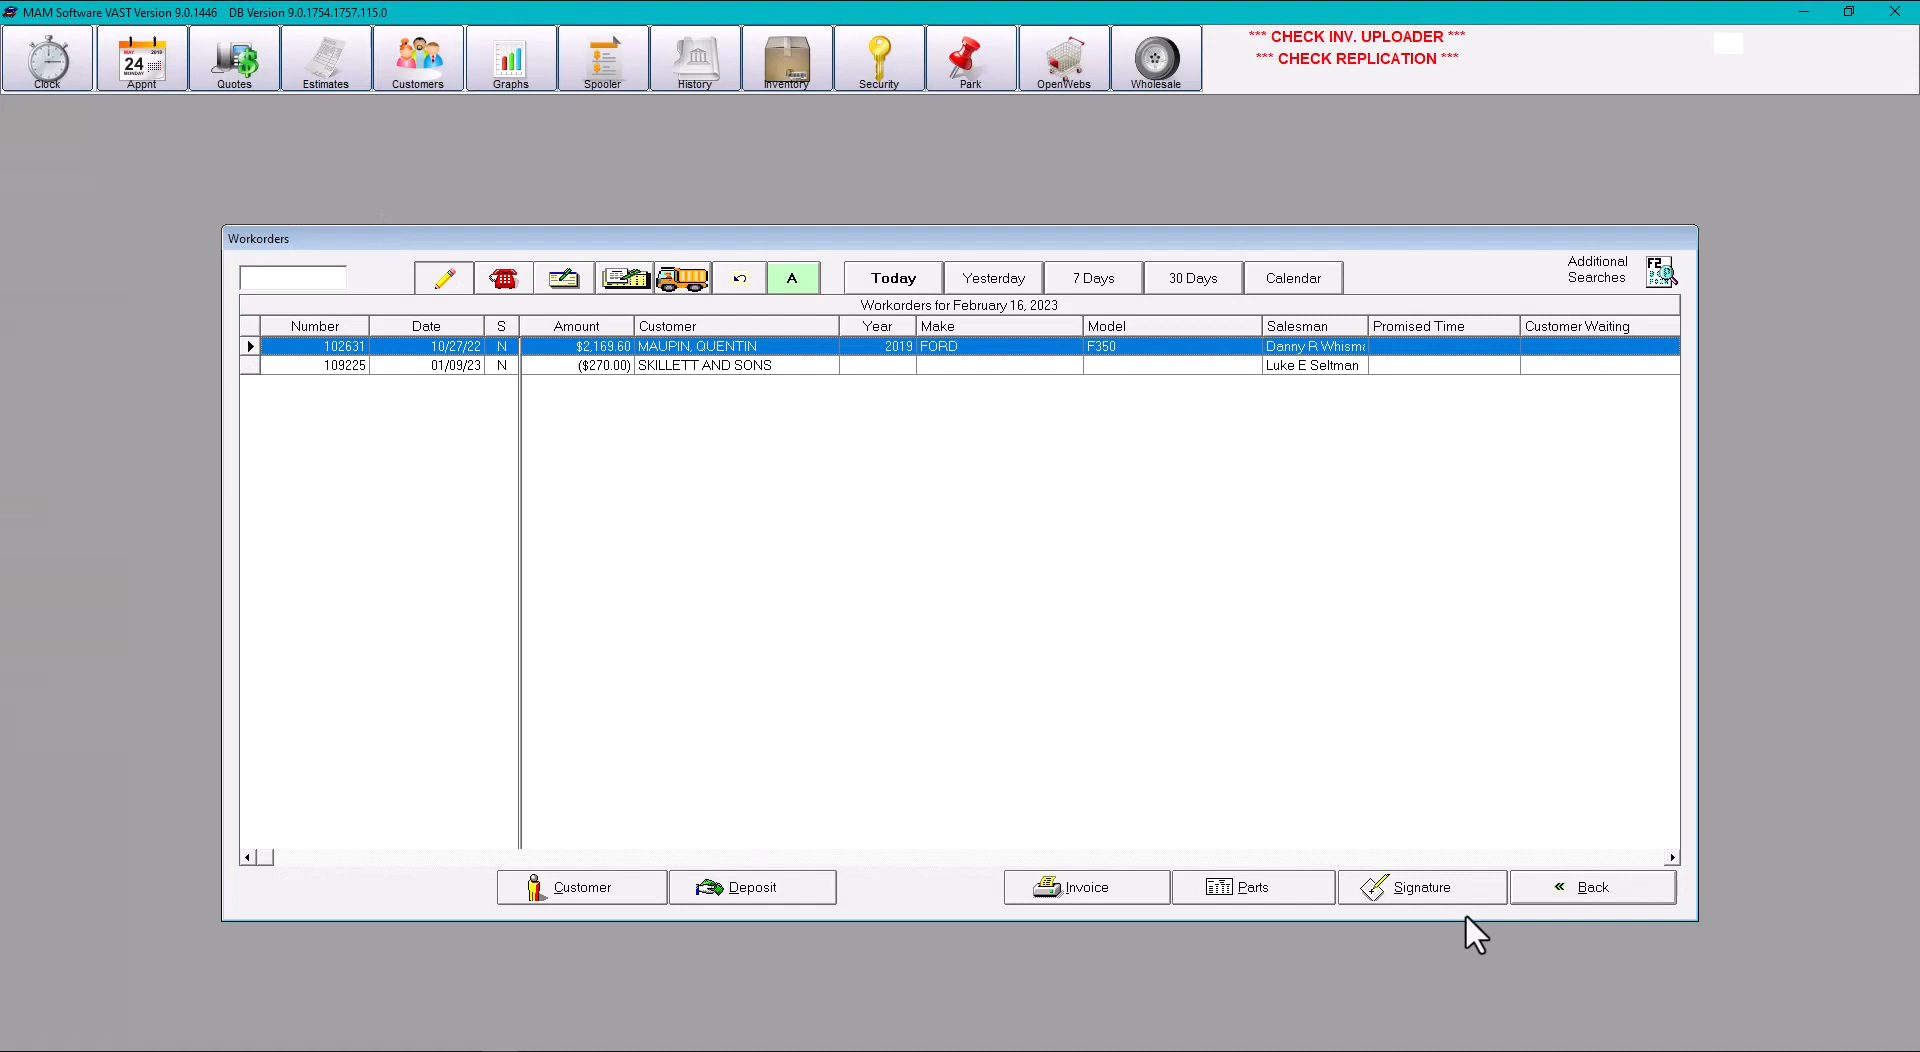 MAM Software VAST Version 9.0.1446 DB Version 9.0.1754.1757.115.0
*** CHECK INV. UPLOADER ***
*** CHECK REPLICATION ***
MAY 2010
24
MONDAY
Clock Appnt Quotes Estimates Customers Graphs Spooler History Inventory Security Park OpenWebs Wholesale
Workorders
A Today Yesterday 7 Days 30 Days Calendar
Additional
Searches
F2
Workorders for February 16, 2023
Number Date S Amount Customer Year Make Model Salesman Promised Time Customer Waiting
102631 10/27/22 N $2,169.60 MAUPIN, QUENTIN 2019 FORD F350 Danny R Whisma
109225 01/09/23 N ($270.00) SKILLETT AND SONS Luke E Seltman
Customer Deposit Invoice Parts Signature Back